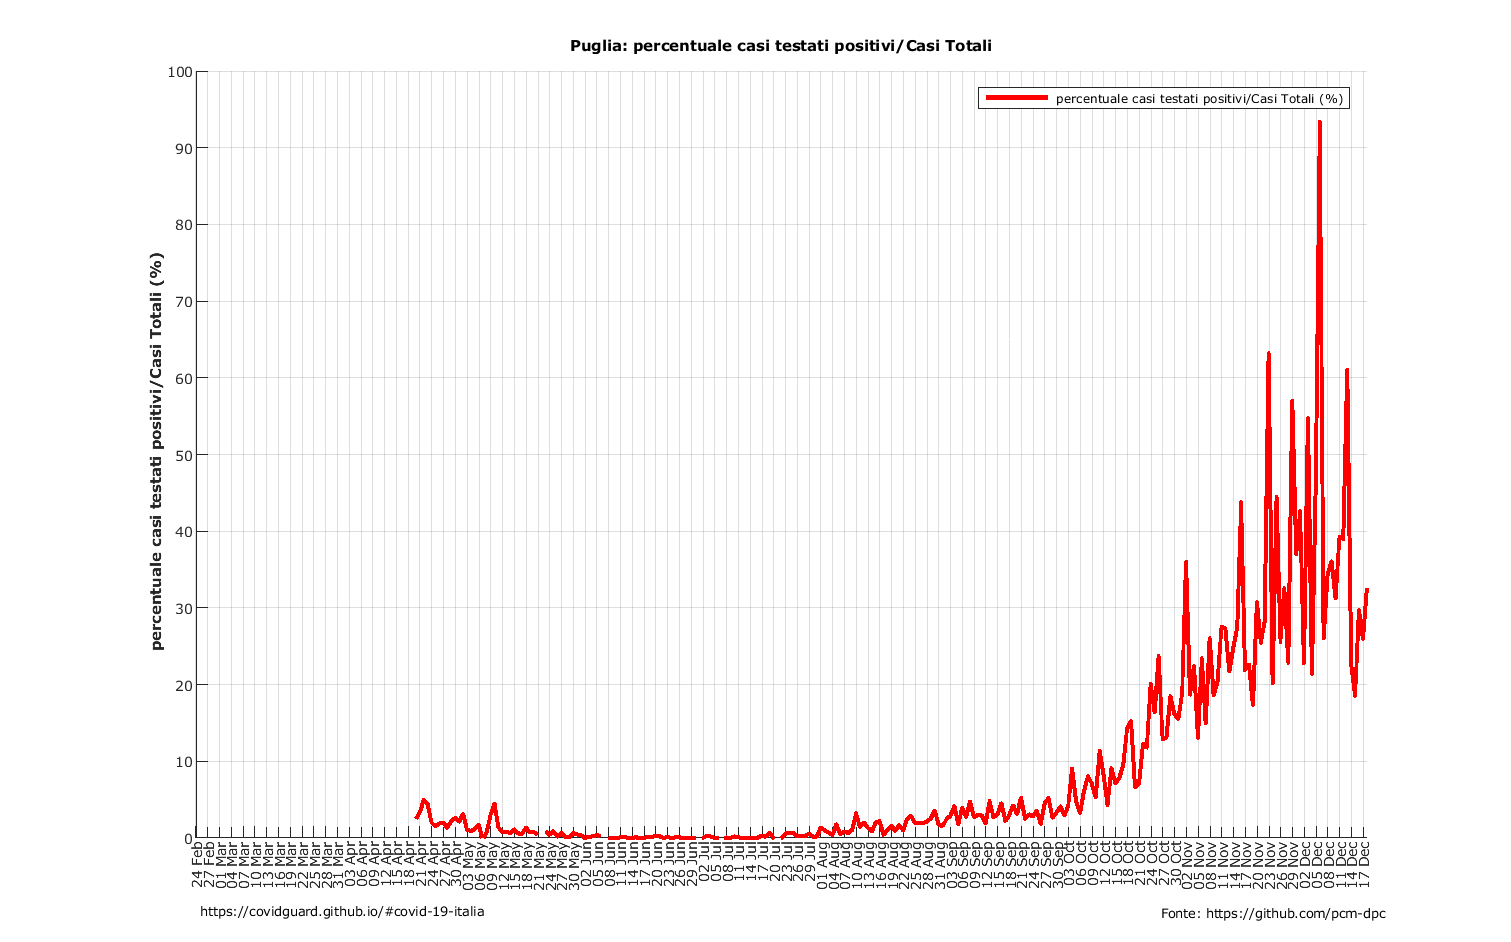 Puglia: percentuale casi testati positivi/Casi Totali
percentuale casi testati positivi/Casi Totali (%)
percentuale casi testati positivi/Casi Totali (%)
100
90
80
70
60
50
40
30
20
10
0
24 Feb
27 Feb
01 Mar
04 Mar
07 Mar
10 Mar
13 Mar
16 Mar
19 Mar
22 Mar
25 Mar
28 Mar
31 Mar
03 Apr
06 Apr
09 Apr
12 Apr
15 Apr
18 Apr
21 Apr
24 Apr
27 Apr
30 Apr
03 May
06 May
09 May
12 May
15 May
18 May
21 May
24 May
27 May
30 May
02 Jun
05 Jun
08 Jun
11 Jun
14 Jun
17 Jun
20 Jun
23 Jun
26 Jun
29 Jun
02 Jul
05 Jul
08 Jul
11 Jul
14 Jul
17 Jul
20 Jul
23 Jul
26 Jul
29 Jul
01 Aug
04 Aug
07 Aug
10 Aug
13 Aug
16 Aug
19 Aug
22 Aug
25 Aug
28 Aug
31 Aug
03 Sep
06 Sep
09 Sep
12 Sep
15 Sep
18 Sep
21 Sep
24 Sep
27 Sep
30 Sep
03 Oct
06 Oct
09 Oct
12 Oct
15 Oct
18 Oct
21 Oct
24 Oct
27 Oct
30 Oct
02 Nov
05 Nov
08 Nov
11 Nov
14 Nov
17 Nov
20 Nov
23 Nov
26 Nov
29 Nov
02 Dec
05 Dec
08 Dec
11 Dec
14 Dec
17 Dec
https://covidguard.github.io/#covid-19-italia
Fonte: https://github.com/pcm-dpc